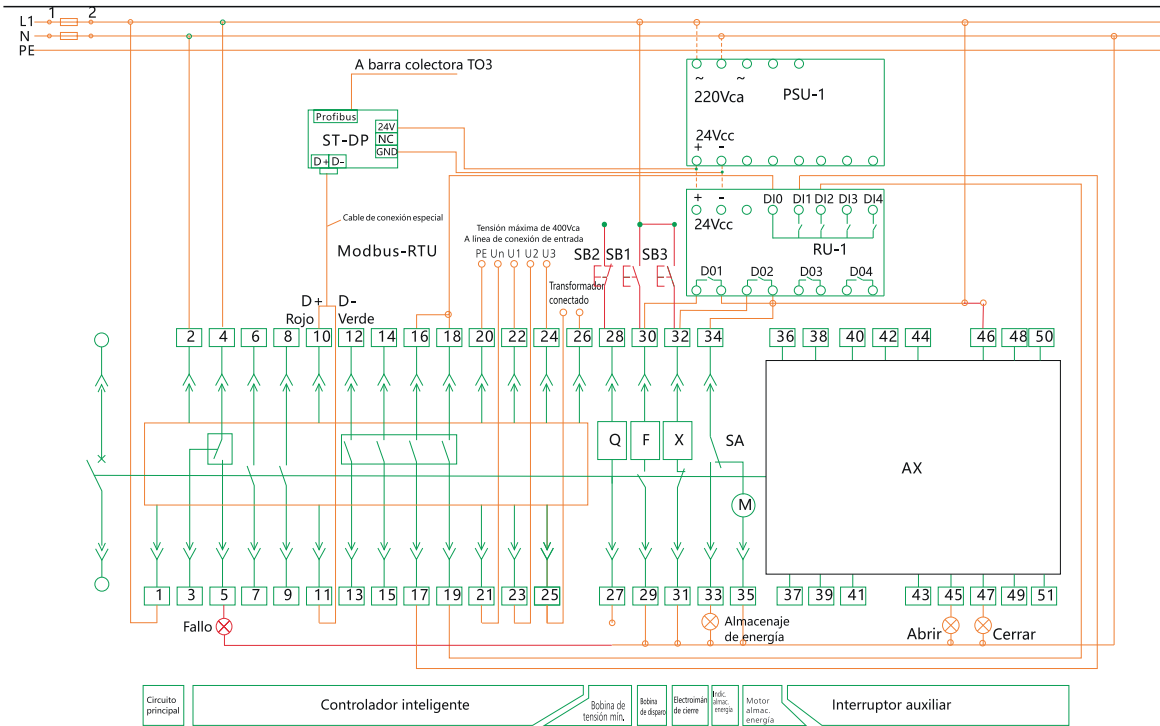 L1 1 2
N
PE
A barra colectora TO3
Profibus
ST-DP
24V
NC
GND
D+ D-
~ ~
220Vca
PSU-1
24Vcc
+ -
+ -
24Vcc
DI0 DI1 DI2 DI3 DI4
RU-1
D01 D02 D03 D04
Cable de conexión especial
Modbus-RTU
Tensión máxima de 400Vca
A línea de conexión de entrada
PE Un U1 U2 U3
Transformador
conectado
SB2 SB1 SB3
D+ D-
Rojo Verde
2 4 6 8 10 12 14 16 18 20 22 24 26 28 30 32 34 36 38 40 42 44 46 48 50
Q F X SA
M
AX
1 3 5 7 9 11 13 15 17 19 21 23 25 27 29 31 33 35 37 39 41 43 45 47 49 51
Fallo
Almacenaje
de energía
Abrir
Cerrar
Circuito
principal
Controlador inteligente
Bobina de
tensión mín.
Bobina
de disparo
Electroimán
de cierre
Indic.
almac.
energía
Motor
almac.
energía
Interruptor auxiliar